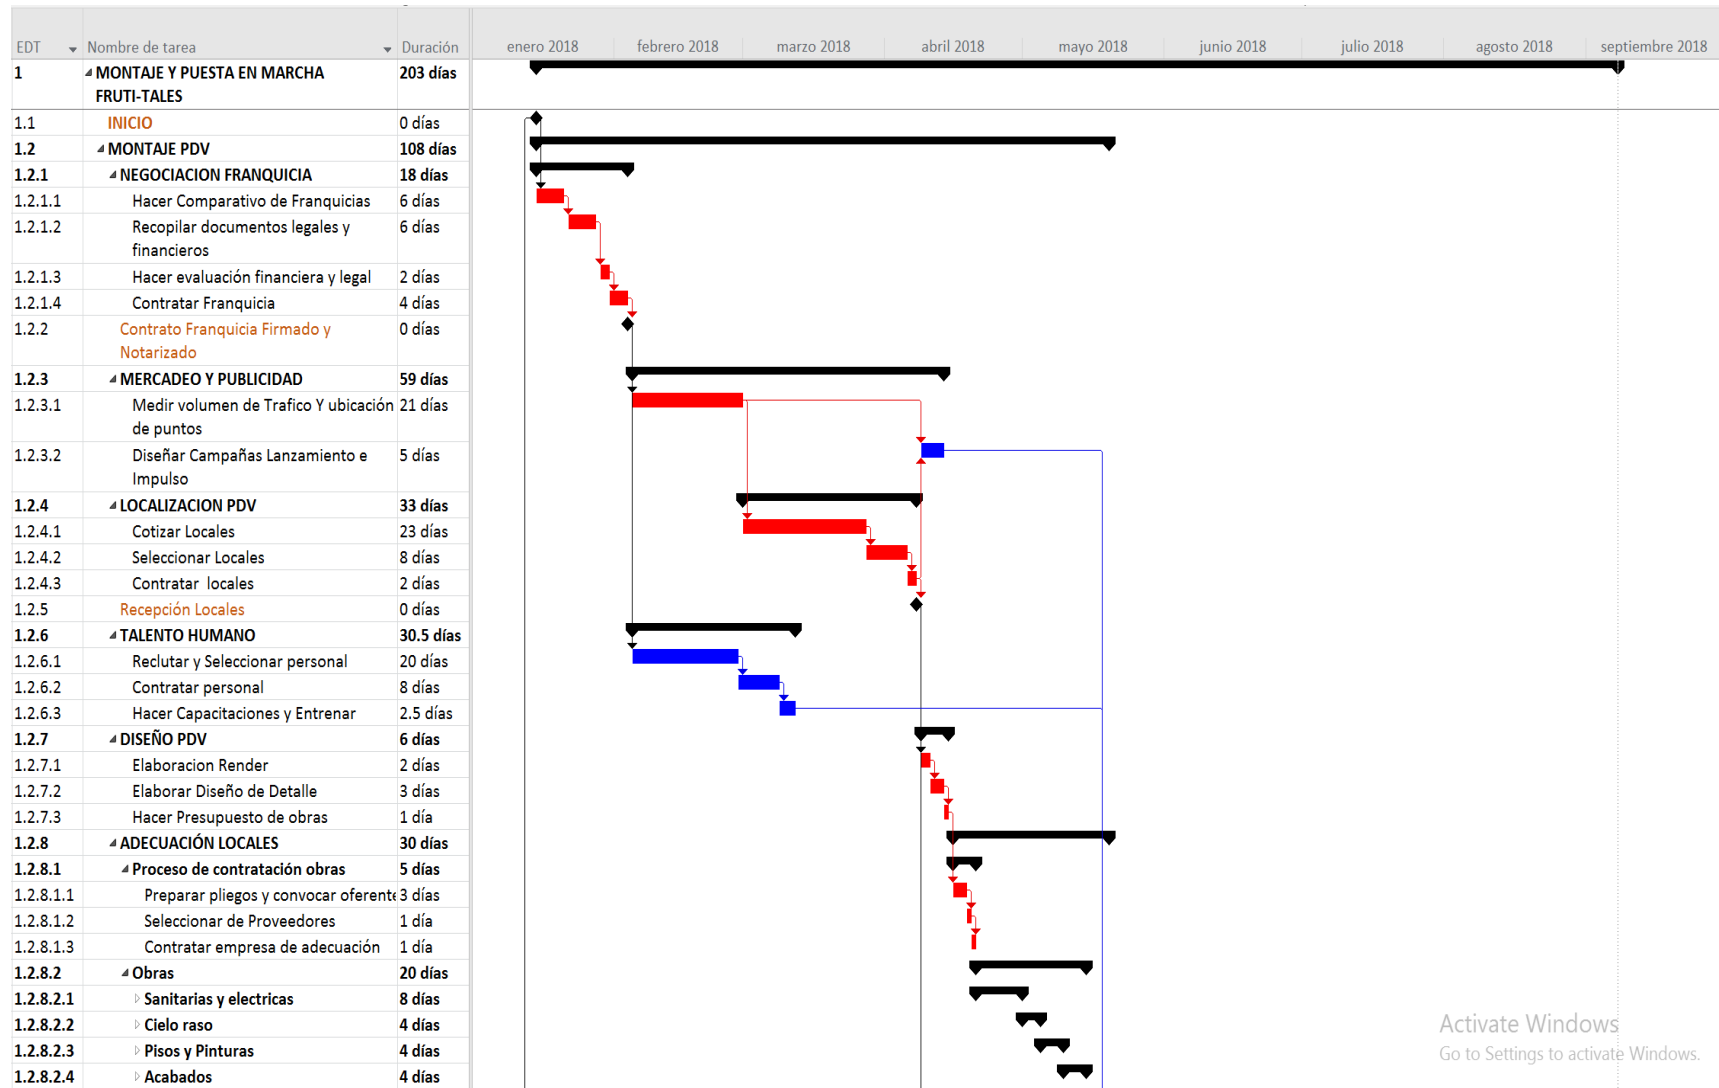 EDT Nombre de tarea Duración enero 2018 febrero 2018 marzo 2018 abril 2018 mayo 2018 junio 2018 julio 2018 agosto 2018 septiembre 2018
1 MONTAJE Y PUESTA EN MARCHA 203 días
FRUTI-TALES
1.1 INICIO 0 días
1.2 MONTAJE PDV 108 días
1.2.1 NEGOCIACION FRANQUICIA 18 días
1.2.1.1 Hacer Comparativo de Franquicias 6 días
1.2.1.2 Recopilar documentos legales y 6 días
financieros
1.2.1.3 Hacer evaluación financiera y legal 2 días
1.2.1.4 Contratar Franquicia 4 días
1.2.2 Contrato Franquicia Firmado y 0 días
Notarizado
1.2.3 MERCADEO Y PUBLICIDAD 59 días
1.2.3.1 Medir volumen de Trafico Y ubicación 21 días
de puntos
1.2.3.2 Diseñar Campañas Lanzamiento e 5 días
Impulso
1.2.4 LOCALIZACION PDV 33 días
1.2.4.1 Cotizar Locales 23 días
1.2.4.2 Seleccionar Locales 8 días
1.2.4.3 Contratar locales 2 días
1.2.5 Recepción Locales 0 días
1.2.6 TALENTO HUMANO 30.5 días
1.2.6.1 Reclutar y Seleccionar personal 20 días
1.2.6.2 Contratar personal 8 días
1.2.6.3 Hacer Capacitaciones y Entrenar 2.5 días
1.2.7 DISEÑO PDV 6 días
1.2.7.1 Elaboracion Render 2 días
1.2.7.2 Elaborar Diseño de Detalle 3 días
1.2.7.3 Hacer Presupuesto de obras 1 día
1.2.8 ADECUACIÓN LOCALES 30 días
1.2.8.1 Proceso de contratación obras 5 días
1.2.8.1.1 Preparar pliegos y convocar oferente 3 días
1.2.8.1.2 Seleccionar de Proveedores 1 día
1.2.8.1.3 Contratar empresa de adecuación 1 día
1.2.8.2 Obras 20 días
1.2.8.2.1 Sanitarias y electricas 8 días
1.2.8.2.2 Cielo raso 4 días
1.2.8.2.3 Pisos y Pinturas 4 días
1.2.8.2.4 Acabados 4 días
Activate Windows
Go to Settings to activate Windows.